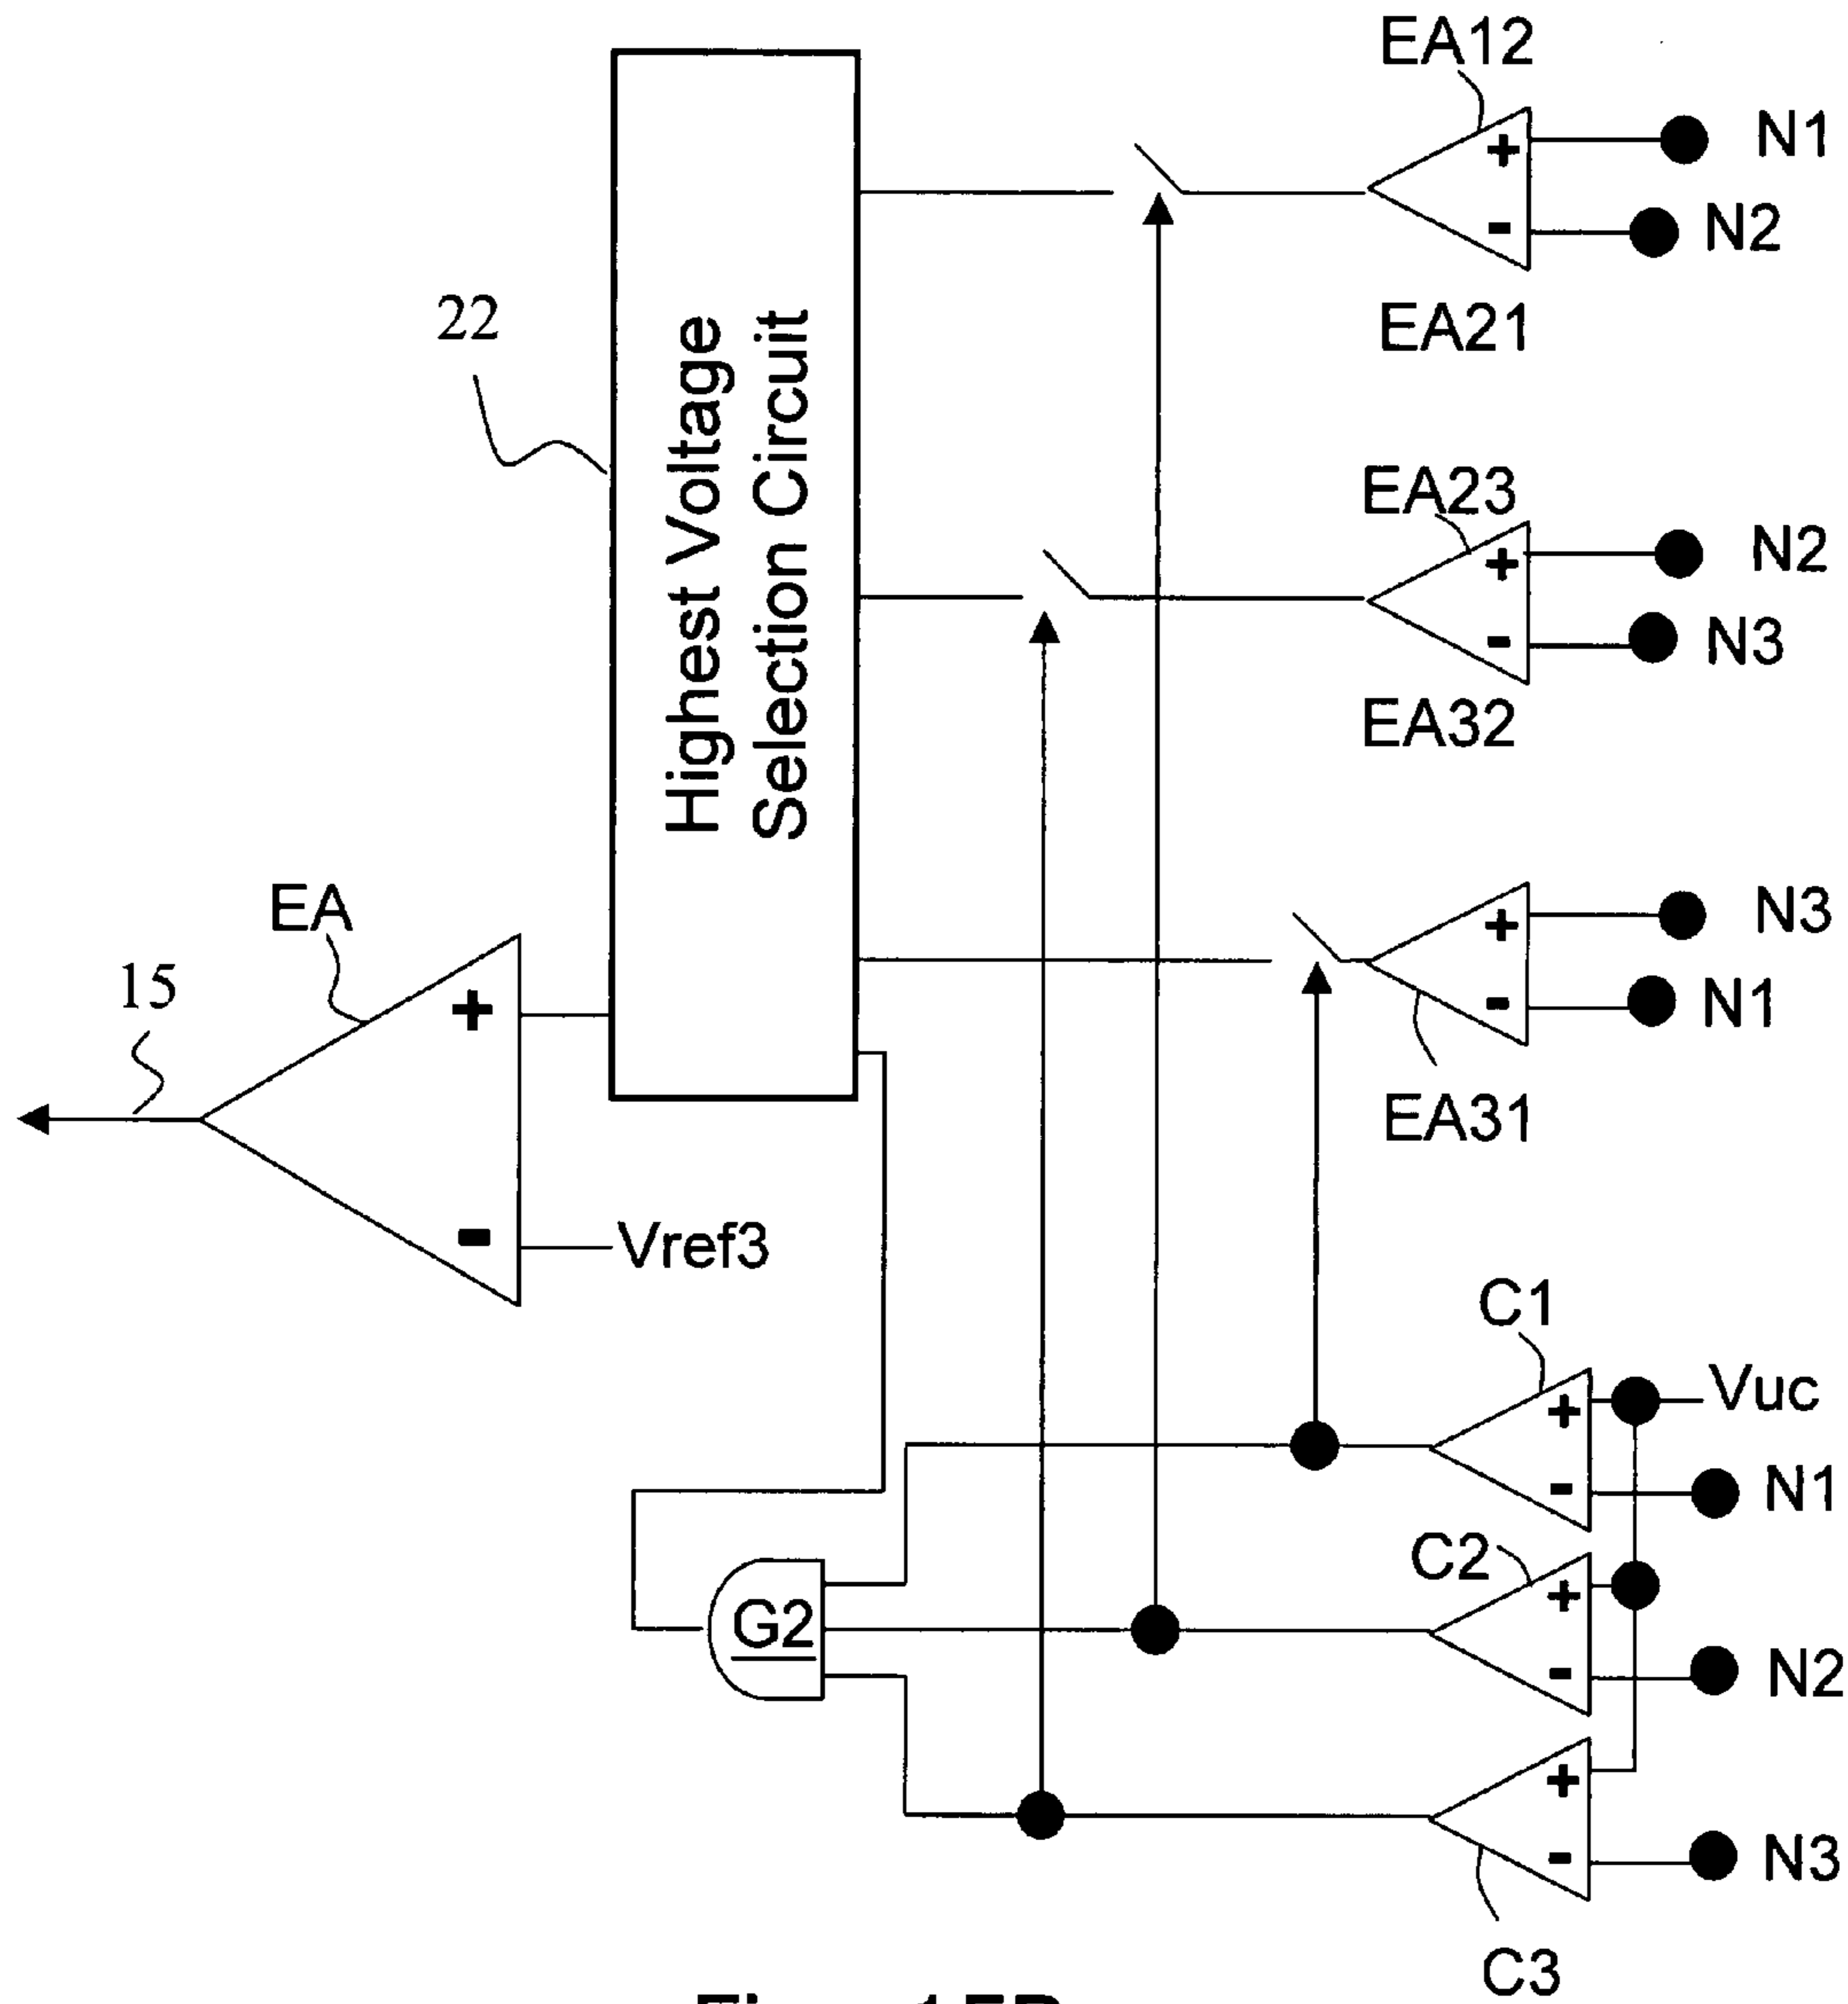 EA12
+
N1
-
N2
EA21
22
Highest Voltage
Selection Circuit
EA23
+
N2
-
N3
EA32
EA
15
+
-
Vref3
+
N3
-
N1
EA31
C1
+
Vuc
-
N1
C2
+
-
N2
G2
+
-
N3
C3